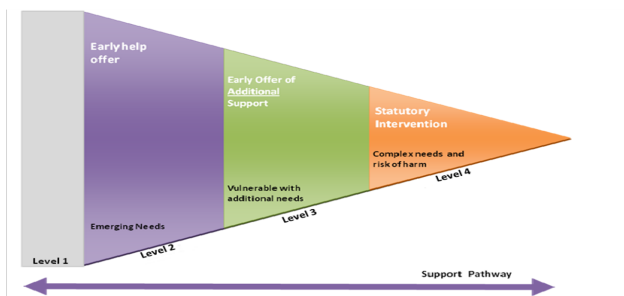 Early help
offer
Early Offer of
Additional
Support
Statutory
Intervention
Complex needs and
risk of harm
Level 4
Vulnerable with
additional needs
Level 3
Emerging Needs
Level 2
Level 1
Support Pathway